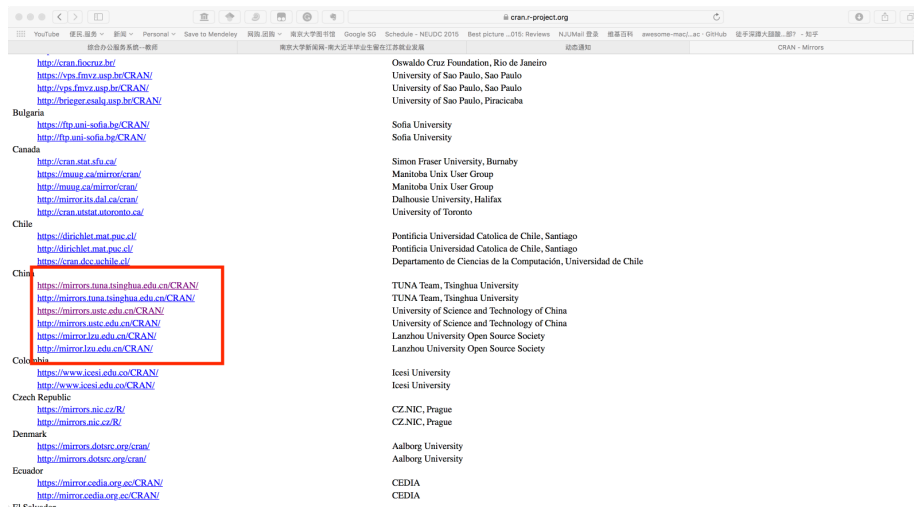 cran.r-project.org
YouTube 便民.服务 新闻 Personal Save to Mendeley 网购.团购 南京大学图书馆 Google SG Schedule - NEUDC 2015 Best picture ...015: Reviews NJUMail 登录 维基百科 awesome-mac/...ac · GitHub 徒手深蹲大腿酸...部? - 知乎
综合办公服务系统--教师 南京大学新闻网-南大近半毕业生留在江苏就业发展 动态通知 CRAN - Mirrors
http://cran.fiocruz.br/ Oswaldo Cruz Foundation, Rio de Janeiro
https://vps.fmvz.usp.br/CRAN/ University of Sao Paulo, Sao Paulo
http://vps.fmvz.usp.br/CRAN/ University of Sao Paulo, Sao Paulo
http://brieger.esalq.usp.br/CRAN/ University of Sao Paulo, Piracicaba
Bulgaria
https://ftp.uni-sofia.bg/CRAN/ Sofia University
http://ftp.uni-sofia.bg/CRAN/ Sofia University
Canada
http://cran.stat.sfu.ca/ Simon Fraser University, Burnaby
https://muug.ca/mirror/cran/ Manitoba Unix User Group
http://muug.ca/mirror/cran/ Manitoba Unix User Group
http://mirror.its.dal.ca/cran/ Dalhousie University, Halifax
http://cran.utstat.utoronto.ca/ University of Toronto
Chile
https://dirichlet.mat.puc.cl/ Pontificia Universidad Catolica de Chile, Santiago
http://dirichlet.mat.puc.cl/ Pontificia Universidad Catolica de Chile, Santiago
https://cran.dcc.uchile.cl/ Departamento de Ciencias de la Computación, Universidad de Chile
China
https://mirrors.tuna.tsinghua.edu.cn/CRAN/ TUNA Team, Tsinghua University
http://mirrors.tuna.tsinghua.edu.cn/CRAN/ TUNA Team, Tsinghua University
https://mirrors.ustc.edu.cn/CRAN/ University of Science and Technology of China
http://mirrors.ustc.edu.cn/CRAN/ University of Science and Technology of China
https://mirror.lzu.edu.cn/CRAN/ Lanzhou University Open Source Society
http://mirror.lzu.edu.cn/CRAN/ Lanzhou University Open Source Society
Colombia
https://www.icesi.edu.co/CRAN/ Icesi University
http://www.icesi.edu.co/CRAN/ Icesi University
Czech Republic
https://mirrors.nic.cz/R/ CZ.NIC, Prague
http://mirrors.nic.cz/R/ CZ.NIC, Prague
Denmark
https://mirrors.dotsrc.org/cran/ Aalborg University
http://mirrors.dotsrc.org/cran/ Aalborg University
Ecuador
https://mirror.cedia.org.ec/CRAN/ CEDIA
http://mirror.cedia.org.ec/CRAN/ CEDIA
El Salvador